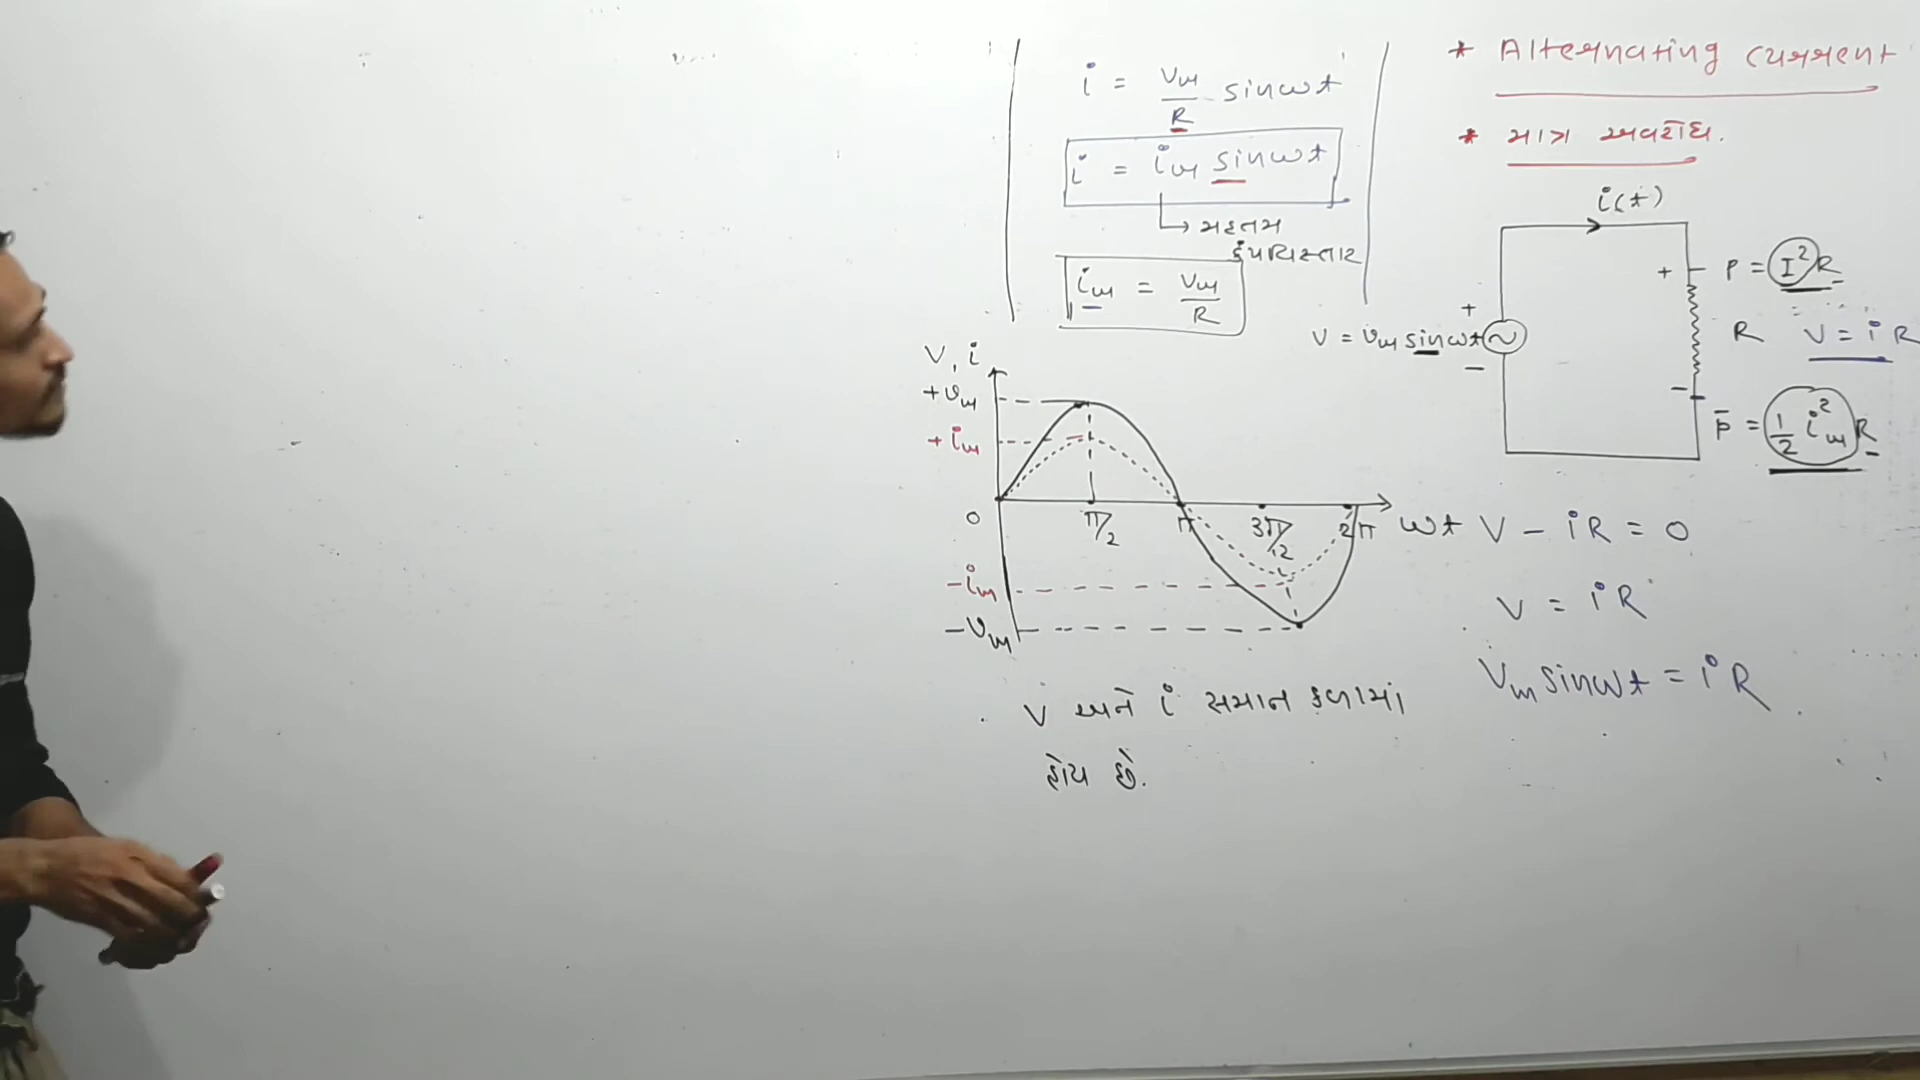 * Alternating current
* માત્ર અવરોધ.
i(t)
+
P = I²R
+
R
V = iR
V = vₘ sinωt
~
−
−
p̄ = 1/2 iₘ² R
V − iR = 0
V = iR
Vₘ sinωt = iR
i = vₘ/R sinωt
i = iₘ sinωt
→ મહત્તમ
કંપવિસ્તાર
iₘ = vₘ/R
V, i
+vₘ
+iₘ
0 π/2 π 3π/2 2π ωt
−iₘ
−vₘ
V અને i સમાન કળામાં
હોય છે.